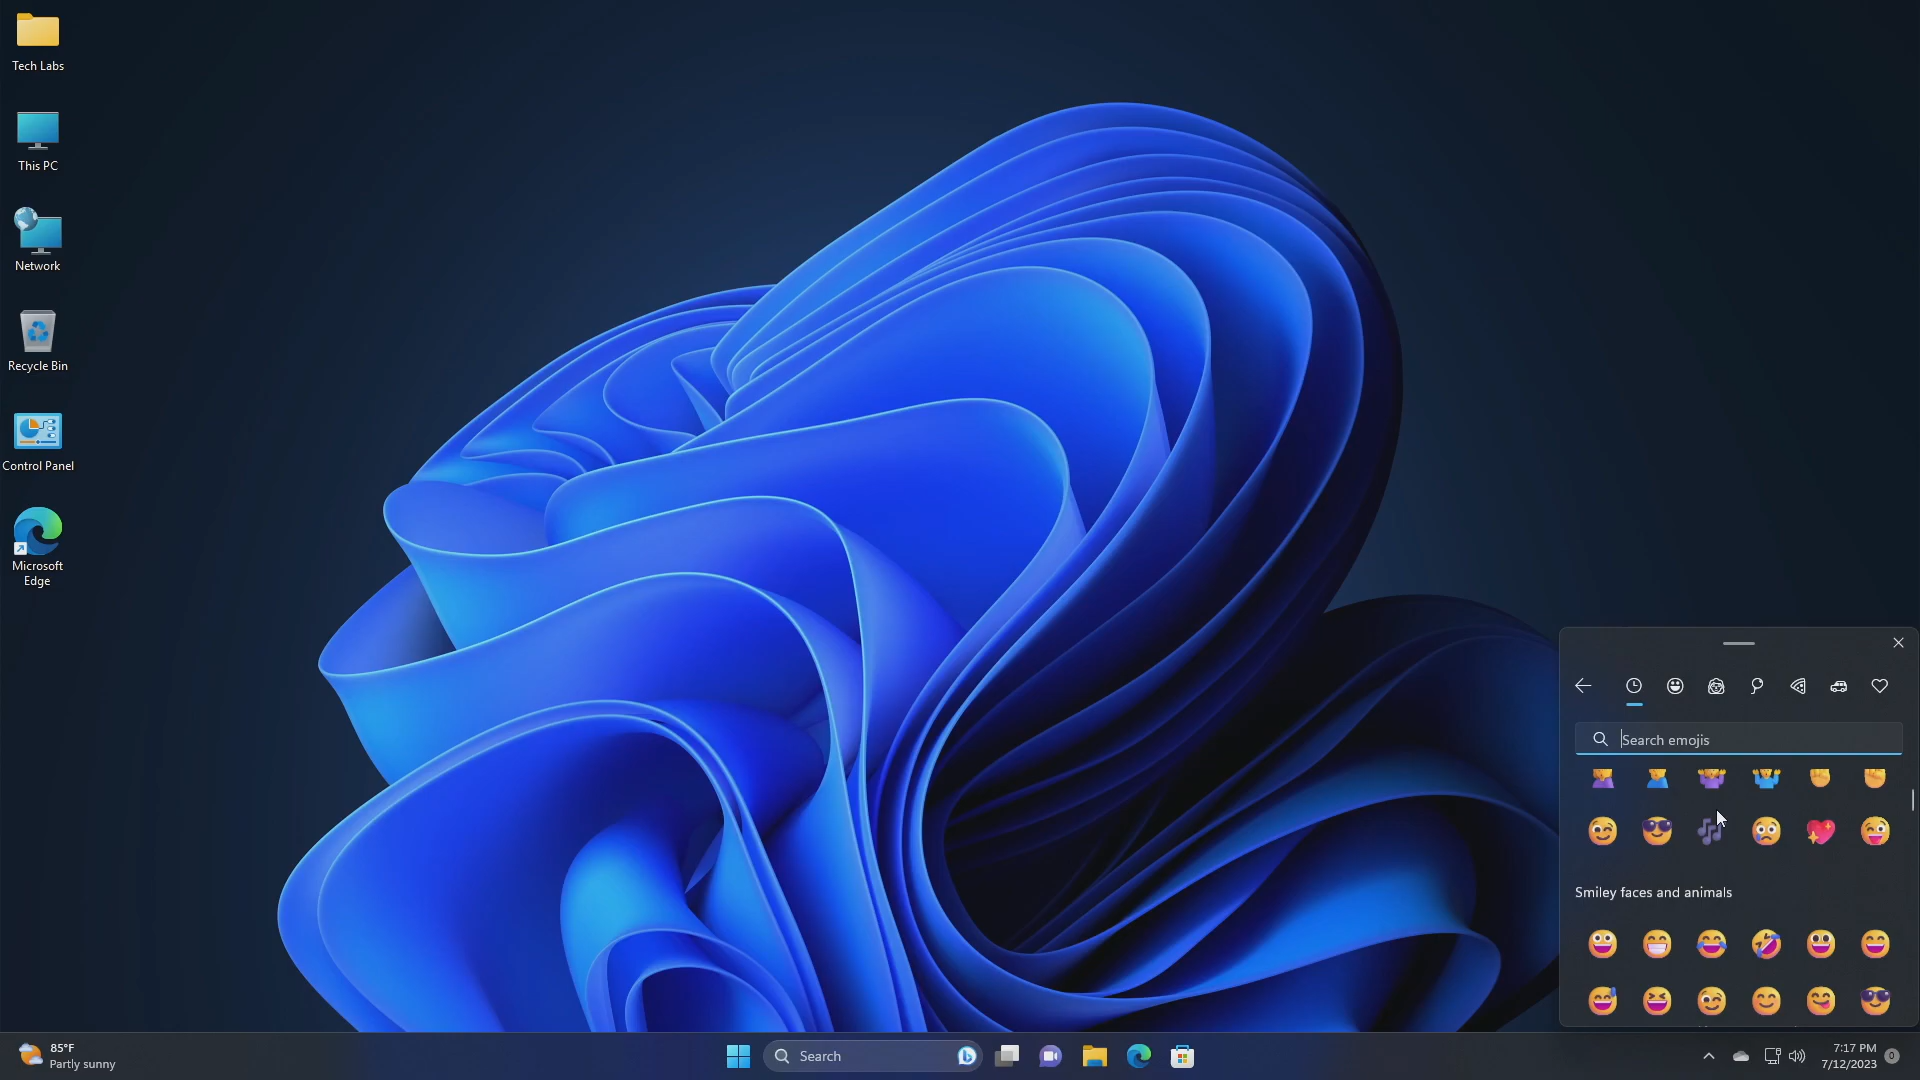 Tech Labs
This PC
Network
Recycle Bin
Control Panel
Microsoft
Edge
Search emojis
Smiley faces and animals
85°F
Partly sunny
Search
7:17 PM
7/12/2023
0